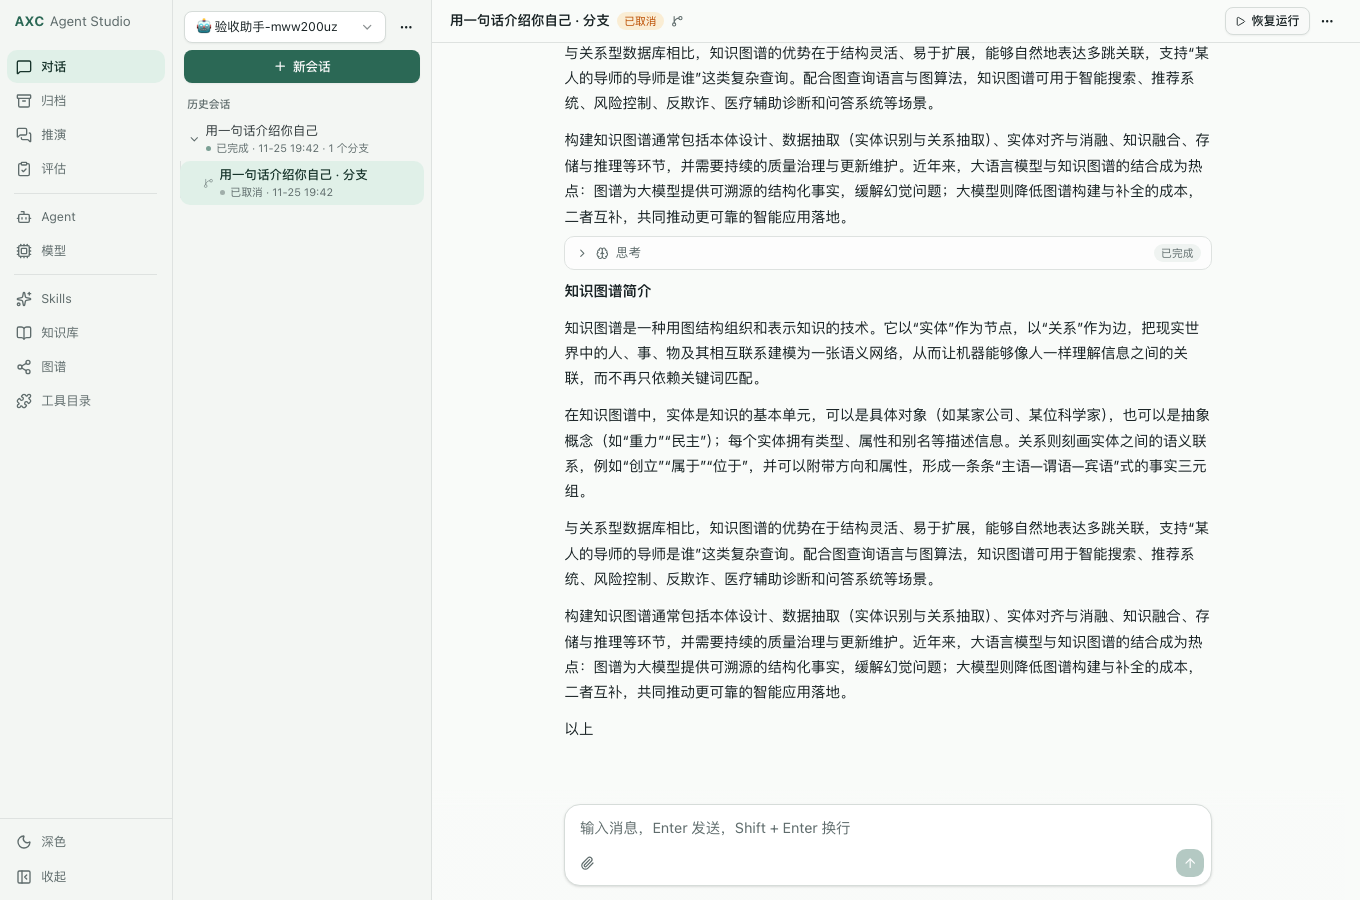 AXC Agent Studio
对话
归档
推演
评估
Agent
模型
Skills
知识库
图谱
工具目录
深色
收起
验收助手-mww200uz
新会话
历史会话
用一句话介绍你自己
已完成 · 11-25 19:42 · 1 个分支
用一句话介绍你自己 · 分支
已取消 · 11-25 19:42
用一句话介绍你自己 · 分支 已取消
恢复运行
与关系型数据库相比，知识图谱的优势在于结构灵活、易于扩展，能够自然地表达多跳关联，支持“某
人的导师的导师是谁”这类复杂查询。配合图查询语言与图算法，知识图谱可用于智能搜索、推荐系
统、风险控制、反欺诈、医疗辅助诊断和问答系统等场景。
构建知识图谱通常包括本体设计、数据抽取（实体识别与关系抽取）、实体对齐与消融、知识融合、存
储与推理等环节，并需要持续的质量治理与更新维护。近年来，大语言模型与知识图谱的结合成为热
点：图谱为大模型提供可溯源的结构化事实，缓解幻觉问题；大模型则降低图谱构建与补全的成本，
二者互补，共同推动更可靠的智能应用落地。
思考
已完成
知识图谱简介
知识图谱是一种用图结构组织和表示知识的技术。它以“实体”作为节点，以“关系”作为边，把现实世
界中的人、事、物及其相互联系建模为一张语义网络，从而让机器能够像人一样理解信息之间的关
联，而不再只依赖关键词匹配。
在知识图谱中，实体是知识的基本单元，可以是具体对象（如某家公司、某位科学家），也可以是抽象
概念（如“重力”“民主”）；每个实体拥有类型、属性和别名等描述信息。关系则刻画实体之间的语义联
系，例如“创立”“属于”“位于”，并可以附带方向和属性，形成一条条“主语—谓语—宾语”式的事实三元
组。
与关系型数据库相比，知识图谱的优势在于结构灵活、易于扩展，能够自然地表达多跳关联，支持“某
人的导师的导师是谁”这类复杂查询。配合图查询语言与图算法，知识图谱可用于智能搜索、推荐系
统、风险控制、反欺诈、医疗辅助诊断和问答系统等场景。
构建知识图谱通常包括本体设计、数据抽取（实体识别与关系抽取）、实体对齐与消融、知识融合、存
储与推理等环节，并需要持续的质量治理与更新维护。近年来，大语言模型与知识图谱的结合成为热
点：图谱为大模型提供可溯源的结构化事实，缓解幻觉问题；大模型则降低图谱构建与补全的成本，
二者互补，共同推动更可靠的智能应用落地。
以上
输入消息，Enter 发送，Shift + Enter 换行